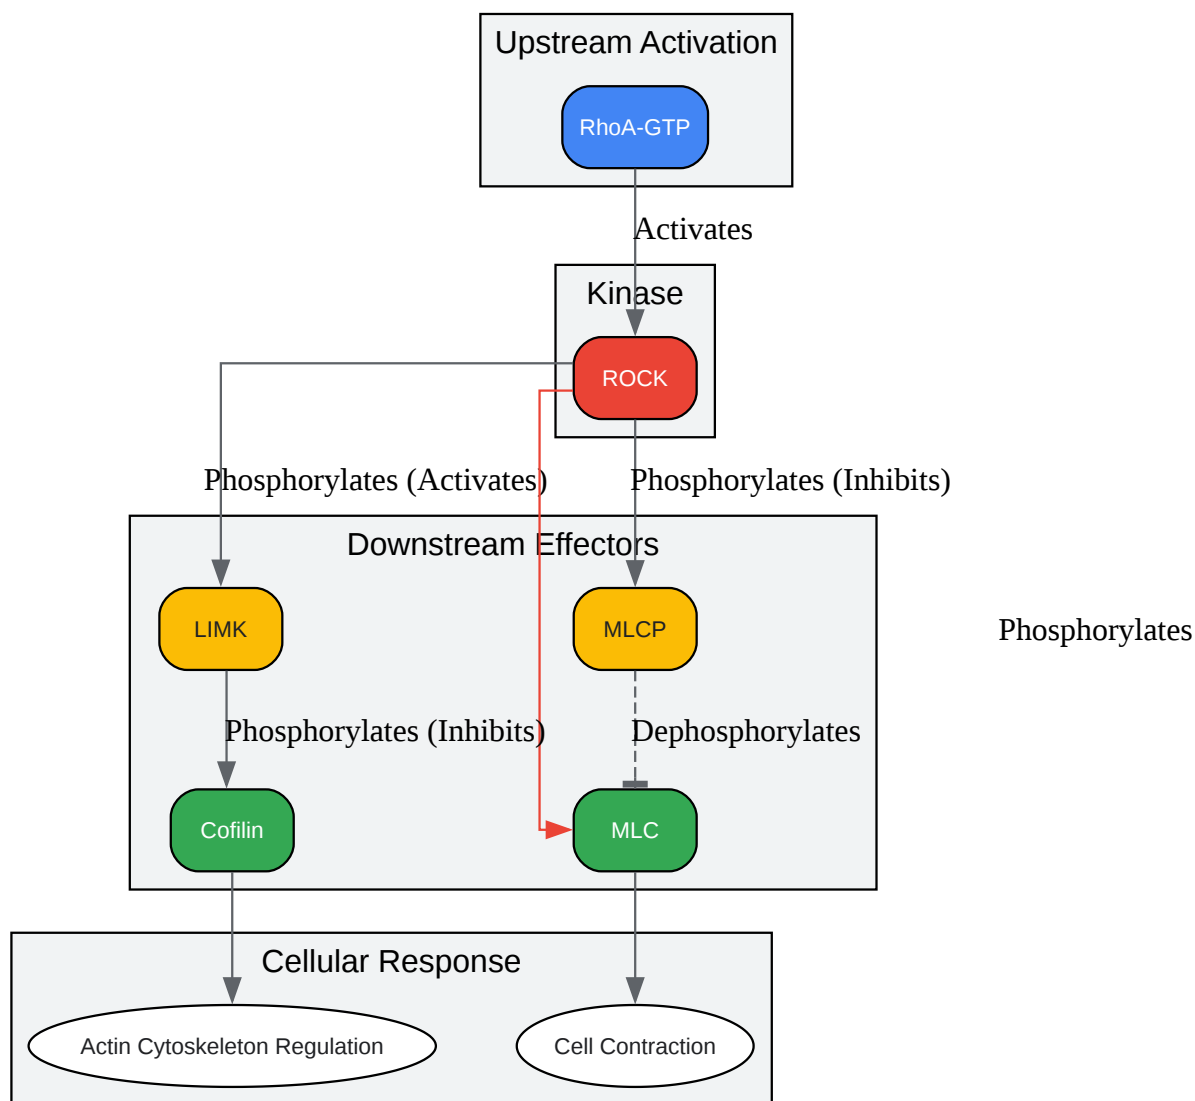 Upstream Activation
RhoA-GTP
Activates
Kinase
ROCK
Phosphorylates (Activates)
Phosphorylates (Inhibits)
Downstream Effectors
LIMK
MLCP
Phosphorylates
Phosphorylates (Inhibits)
Dephosphorylates
Cofilin
MLC
Cellular Response
Actin Cytoskeleton Regulation
Cell Contraction